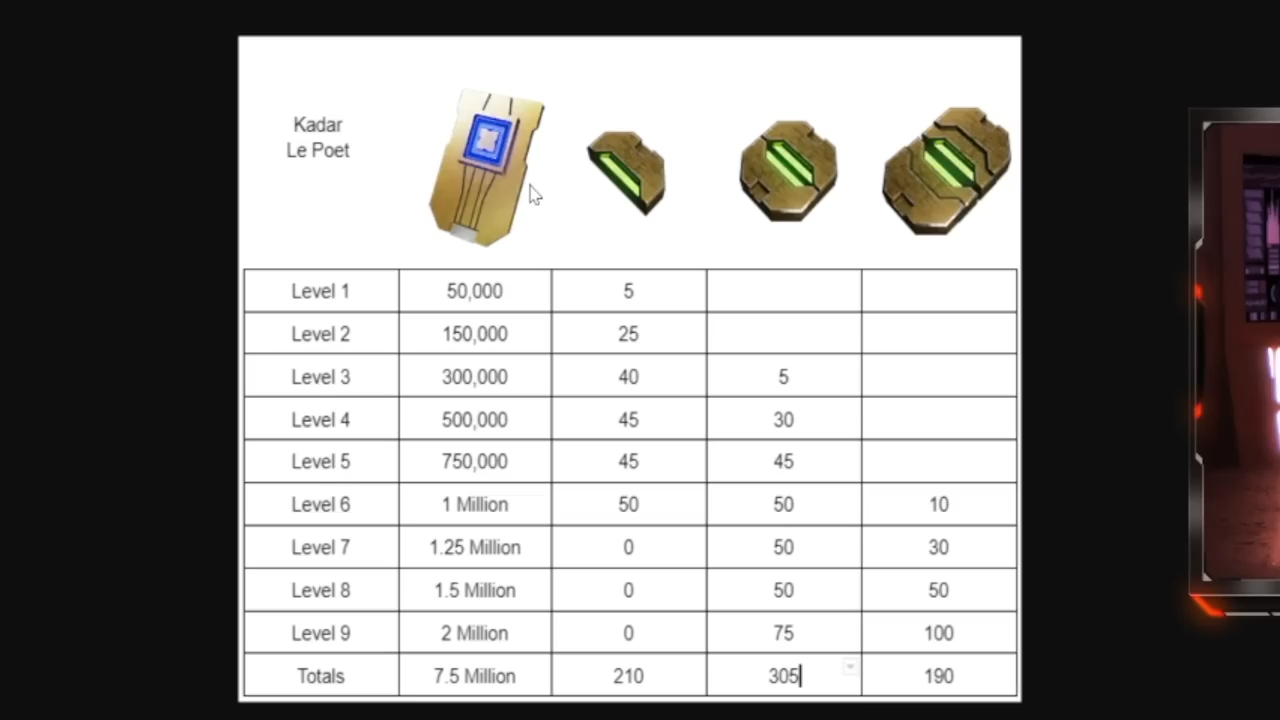 Kadar
Le Poet
Level 1 50,000 5
Level 2 150,000 25
Level 3 300,000 40 5
Level 4 500,000 45 30
Level 5 750,000 45 45
Level 6 1 Million 50 50 10
Level 7 1.25 Million 0 50 30
Level 8 1.5 Million 0 50 50
Level 9 2 Million 0 75 100
Totals 7.5 Million 210 305 190